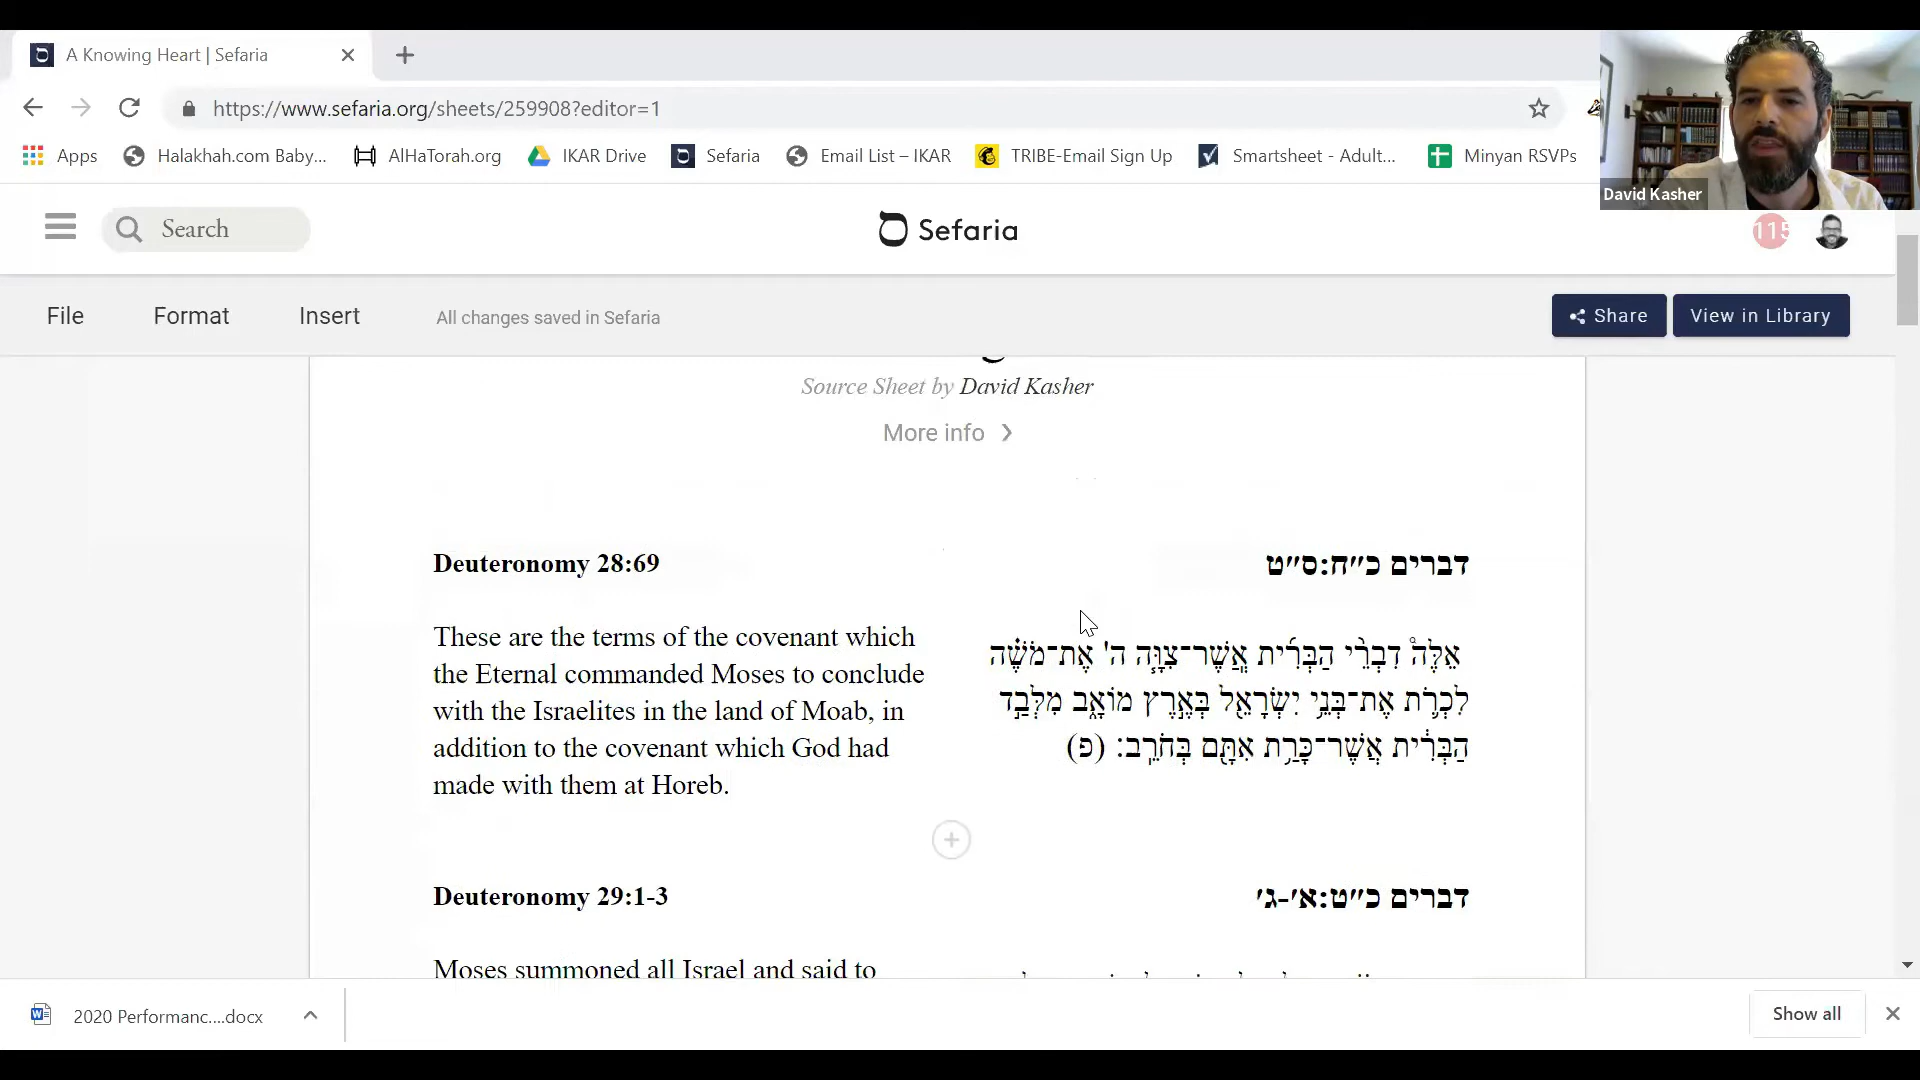 A Knowing Heart | Sefaria
https://www.sefaria.org/sheets/259908?editor=1
Apps
Halakhah.com Baby...
AlHaTorah.org
IKAR Drive
Sefaria
Email List – IKAR
TRIBE-Email Sign Up
Smartsheet - Adult...
Minyan RSVPs
David Kasher
Search
Sefaria
115
File
Format
Insert
All changes saved in Sefaria
Share
View in Library
Source Sheet by David Kasher
More info
Deuteronomy 28:69
דברים כ״ח:ס״ט
These are the terms of the covenant which
the Eternal commanded Moses to conclude
with the Israelites in the land of Moab, in
addition to the covenant which God had
made with them at Horeb.
אֵלֶּה֩ דִבְרֵ֨י הַבְּרִ֜ית אֲֽשֶׁר־צִוָּ֧ה ה' אֶת־מֹשֶׁ֗ה
לִכְרֹ֛ת אֶת־בְּנֵ֥י יִשְׂרָאֵ֖ל בְּאֶ֣רֶץ מוֹאָ֑ב מִלְּבַ֣ד
הַבְּרִ֔ית אֲשֶׁר־כָּרַ֥ת אִתָּ֖ם בְּחֹרֵֽב׃ (פ)
Deuteronomy 29:1-3
דברים כ״ט:א׳-ג׳
Moses summoned all Israel and said to
2020 Performanc....docx
Show all